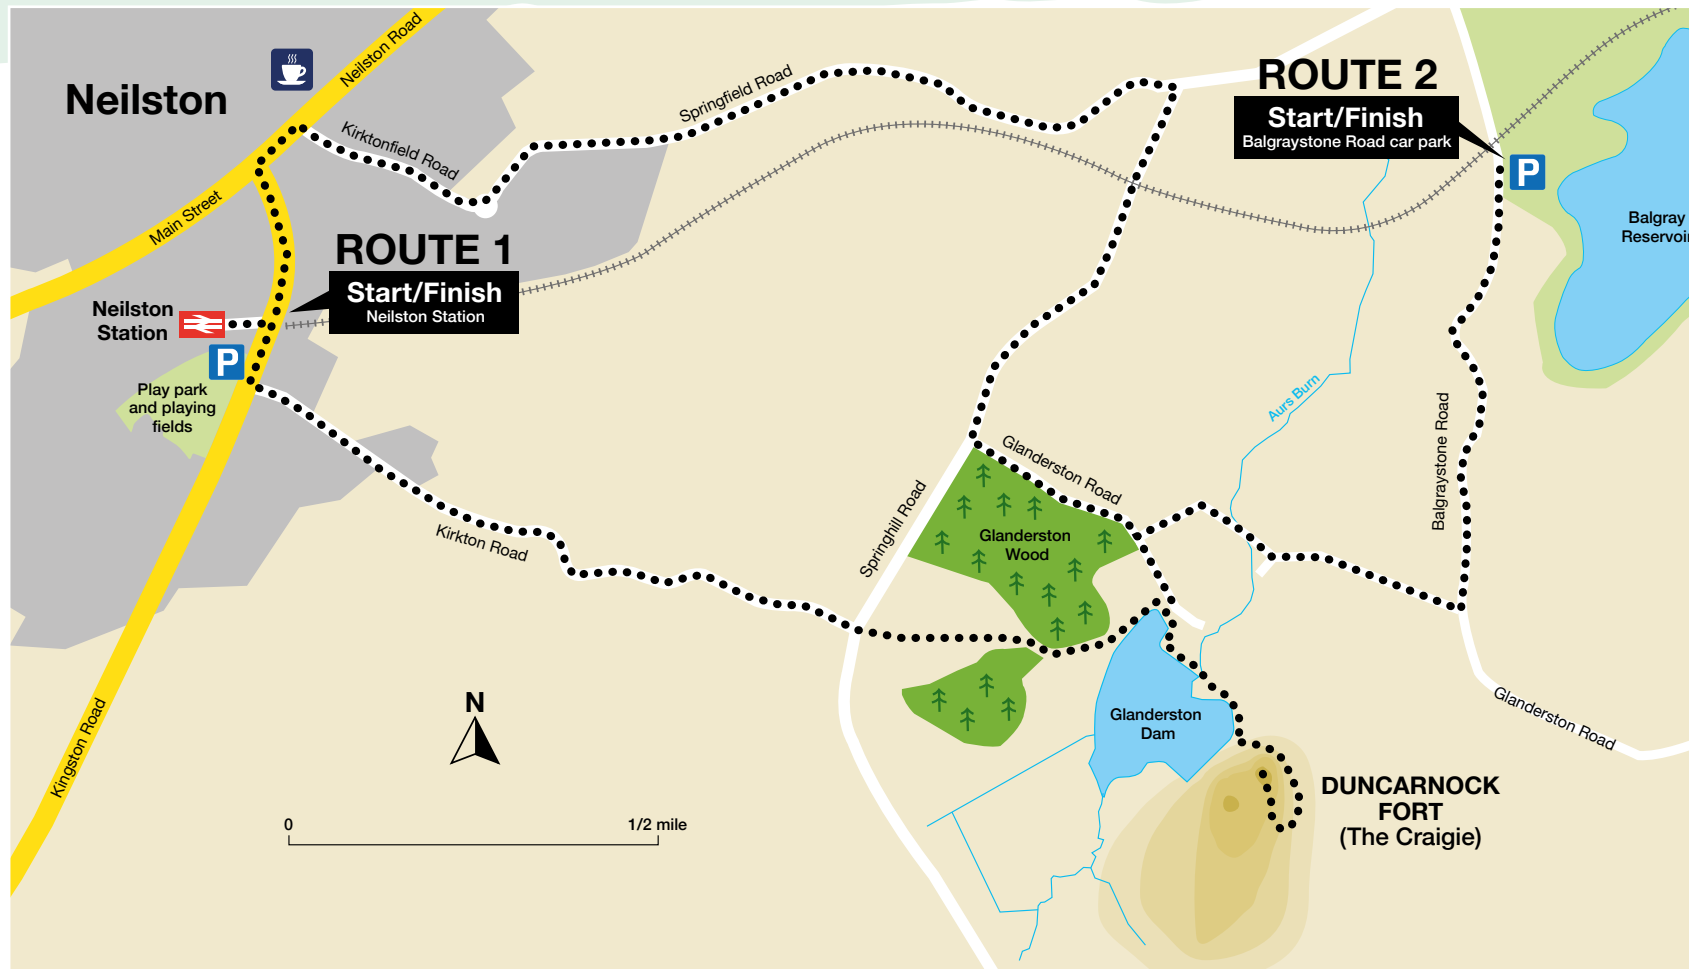 Neilston
Neilston Road
Kirktonfield Road
Springfield Road
Main Street
ROUTE 1
Start/Finish
Neilston Station
ROUTE 2
Start/Finish
Balgraystone Road car park
P
Balgray
Reservoir
Neilston
Station
P
Play park
and playing
fields
Kirkton Road
Kingston Road
Springhill Road
Glanderston Road
Glanderston
Wood
Aurs Burn
Balgraystone Road
Glanderston Road
Glanderston
Dam
DUNCARNOCK
FORT
(The Craigie)
N
0
1/2 mile